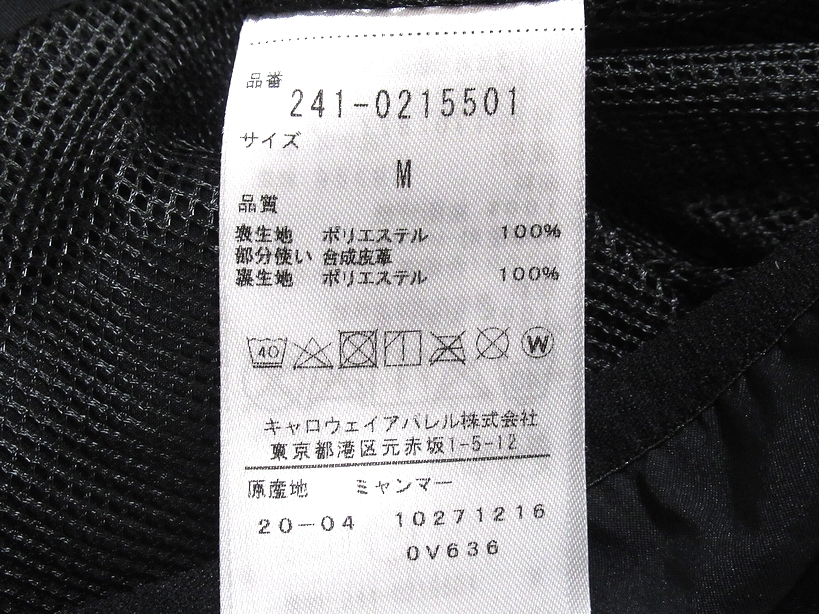 品番
241-0215501
サイズ
M
品質
表生地 ポリエステル 100%
部分使い 合成皮革
裏生地 ポリエステル 100%
40 W
キャロウェイアパレル株式会社
東京都港区元赤坂1-5-12
原産地 ミャンマー
20-04 10271216
0V636